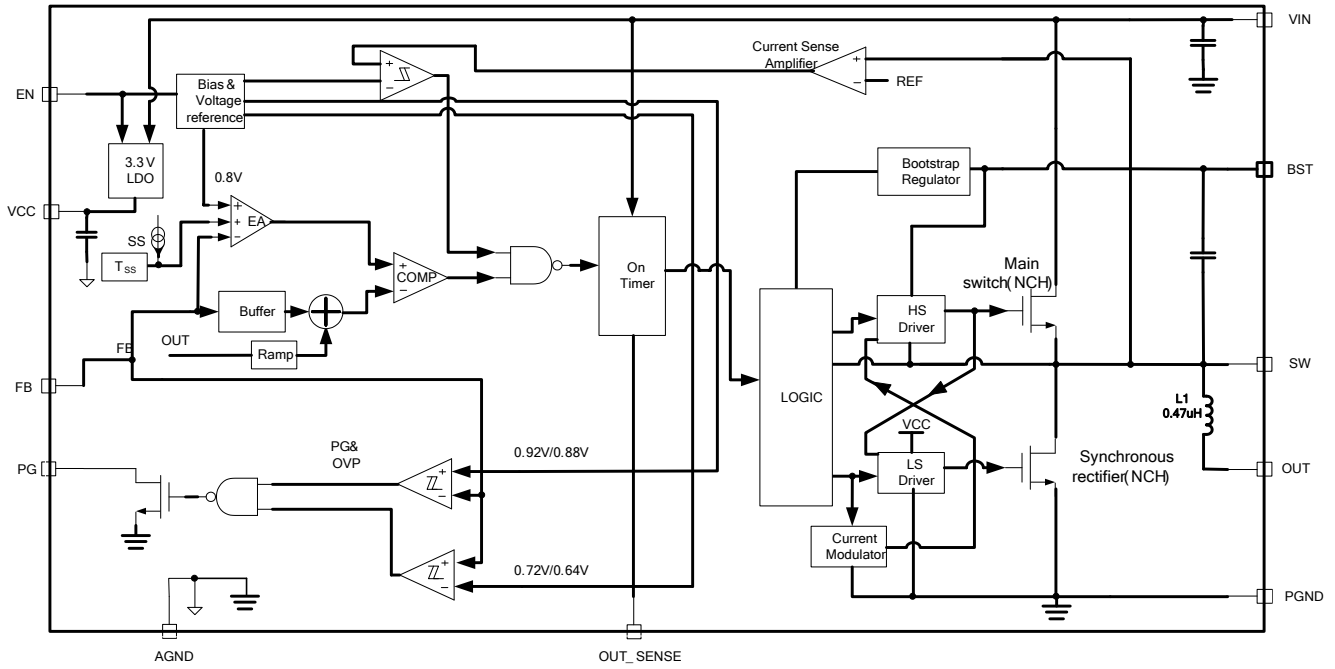 VIN
Current Sense
Amplifier
+
−
REF
+
−
EN
Bias &
Voltage
reference
3.3 V
LDO
0.8V
Bootstrap
Regulator
BST
VCC
SS
TSS
+
+
−
EA
+
−
COMP
On
Timer
Main
switch( NCH)
HS
Driver
Buffer
OUT
Ramp
FB
FB
SW
LOGIC
L1
0.47uH
VCC
LS
Driver
Synchronous
rectifier( NCH)
OUT
PG
PG&
OVP
0.92V/0.88V
+
−
Current
Modulator
+
−
0.72V/0.64V
PGND
AGND
OUT_SENSE